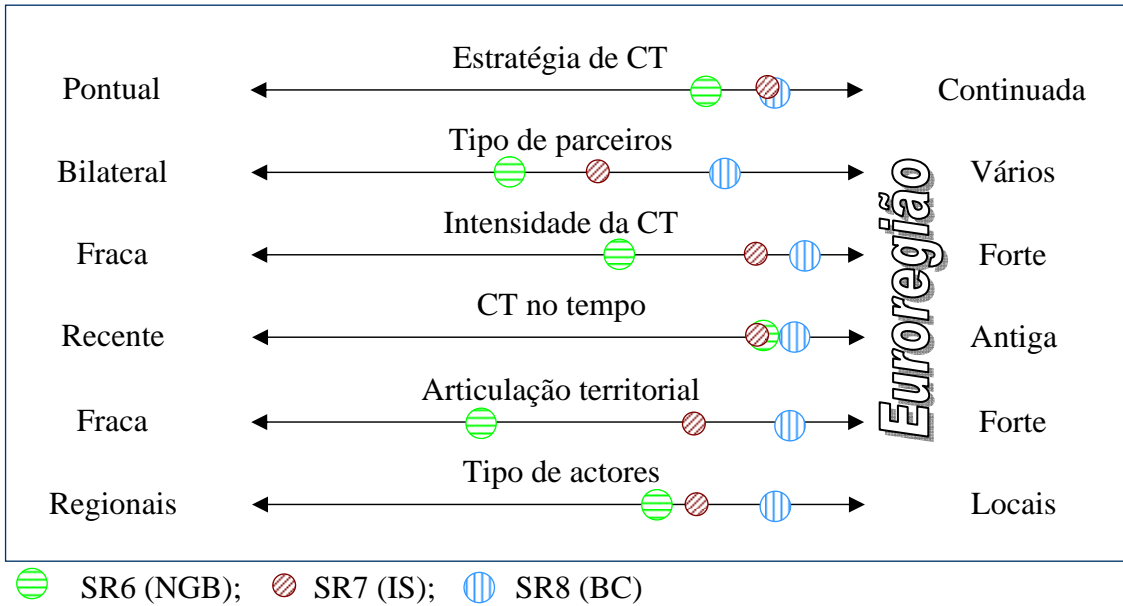 Estratégia de CT
Pontual
Continuada
Tipo de parceiros
Bilateral
Vários
Intensidade da CT
Fraca
Forte
CT no tempo
Recente
Antiga
Articulação territorial
Fraca
Forte
Tipo de actores
Regionais
Locais
Euroregião
SR6 (NGB); SR7 (IS); SR8 (BC)